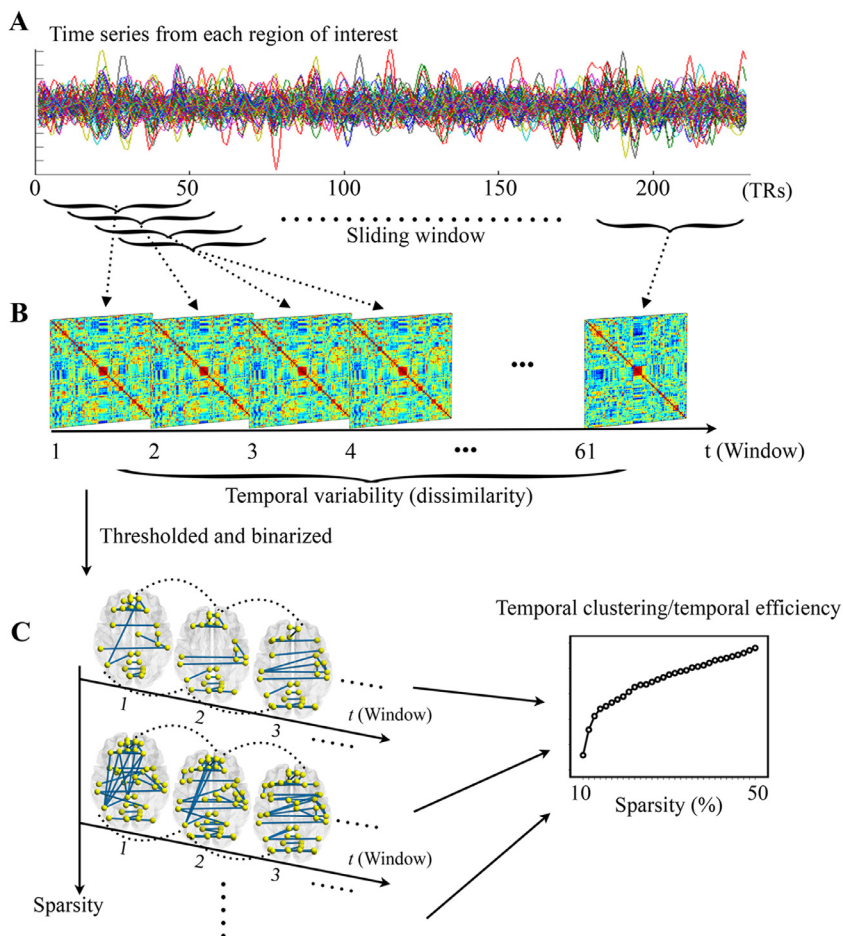 A
Time series from each region of interest
0 50 100 150 200 (TRs)
Sliding window
B
1 2 3 4 ... 61 t (Window)
Temporal variability (dissimilarity)
Thresholded and binarized
C
Temporal clustering/temporal efficiency
1 2 3 t (Window)
10 50
Sparsity (%)
1 2 3 t (Window)
Sparsity